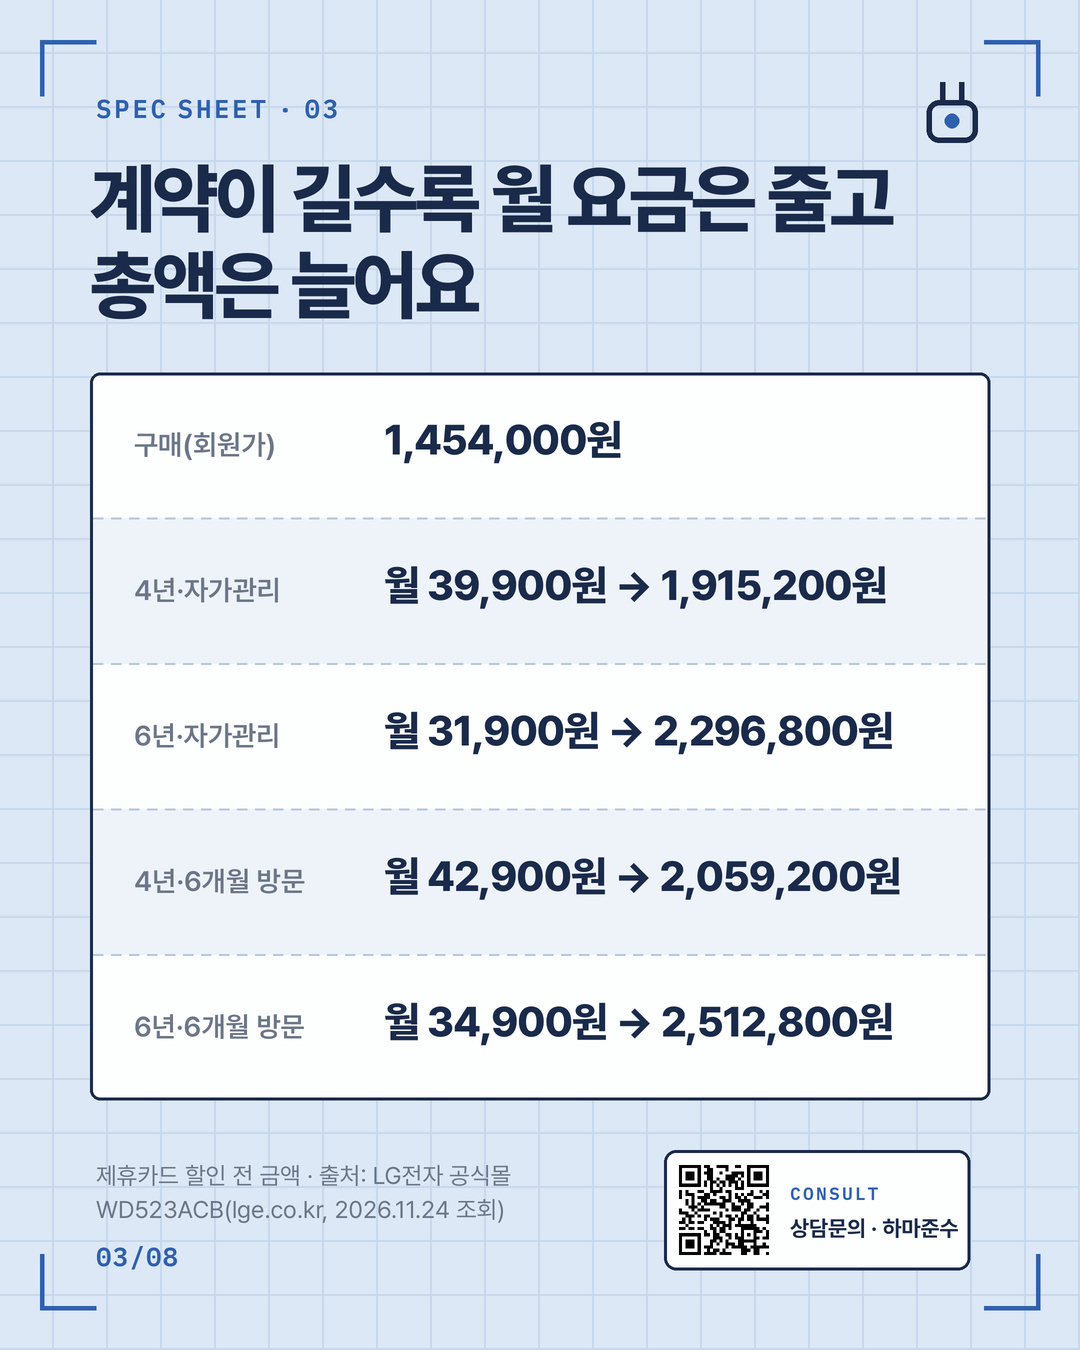 SPEC SHEET · 03
계약이 길수록 월 요금은 줄고
총액은 늘어요
구매(회원가) 1,454,000원
4년·자가관리 월 39,900원 → 1,915,200원
6년·자가관리 월 31,900원 → 2,296,800원
4년·6개월 방문 월 42,900원 → 2,059,200원
6년·6개월 방문 월 34,900원 → 2,512,800원
제휴카드 할인 전 금액 · 출처: LG전자 공식몰
WD523ACB(lge.co.kr, 2026.11.24 조회)
03/08
CONSULT
상담문의 · 하마준수